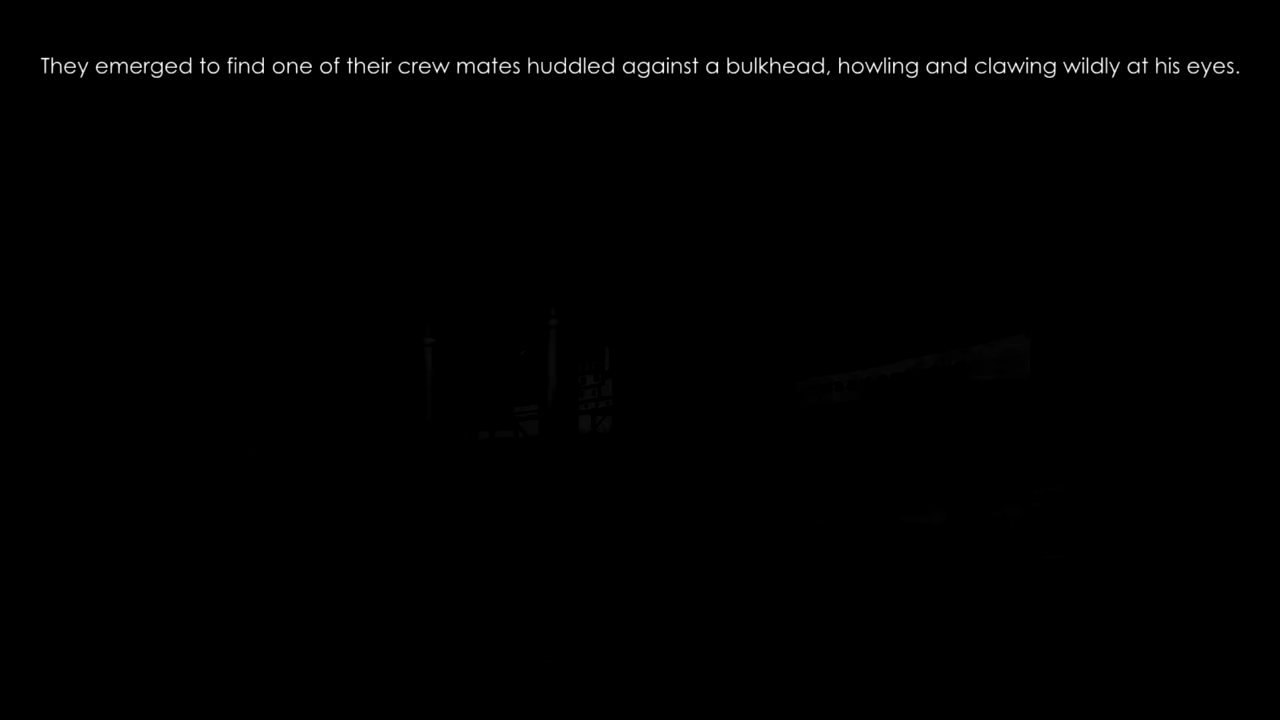 They emerged to find one of their crew mates huddled against a bulkhead, howling and clawing wildly at his eyes.